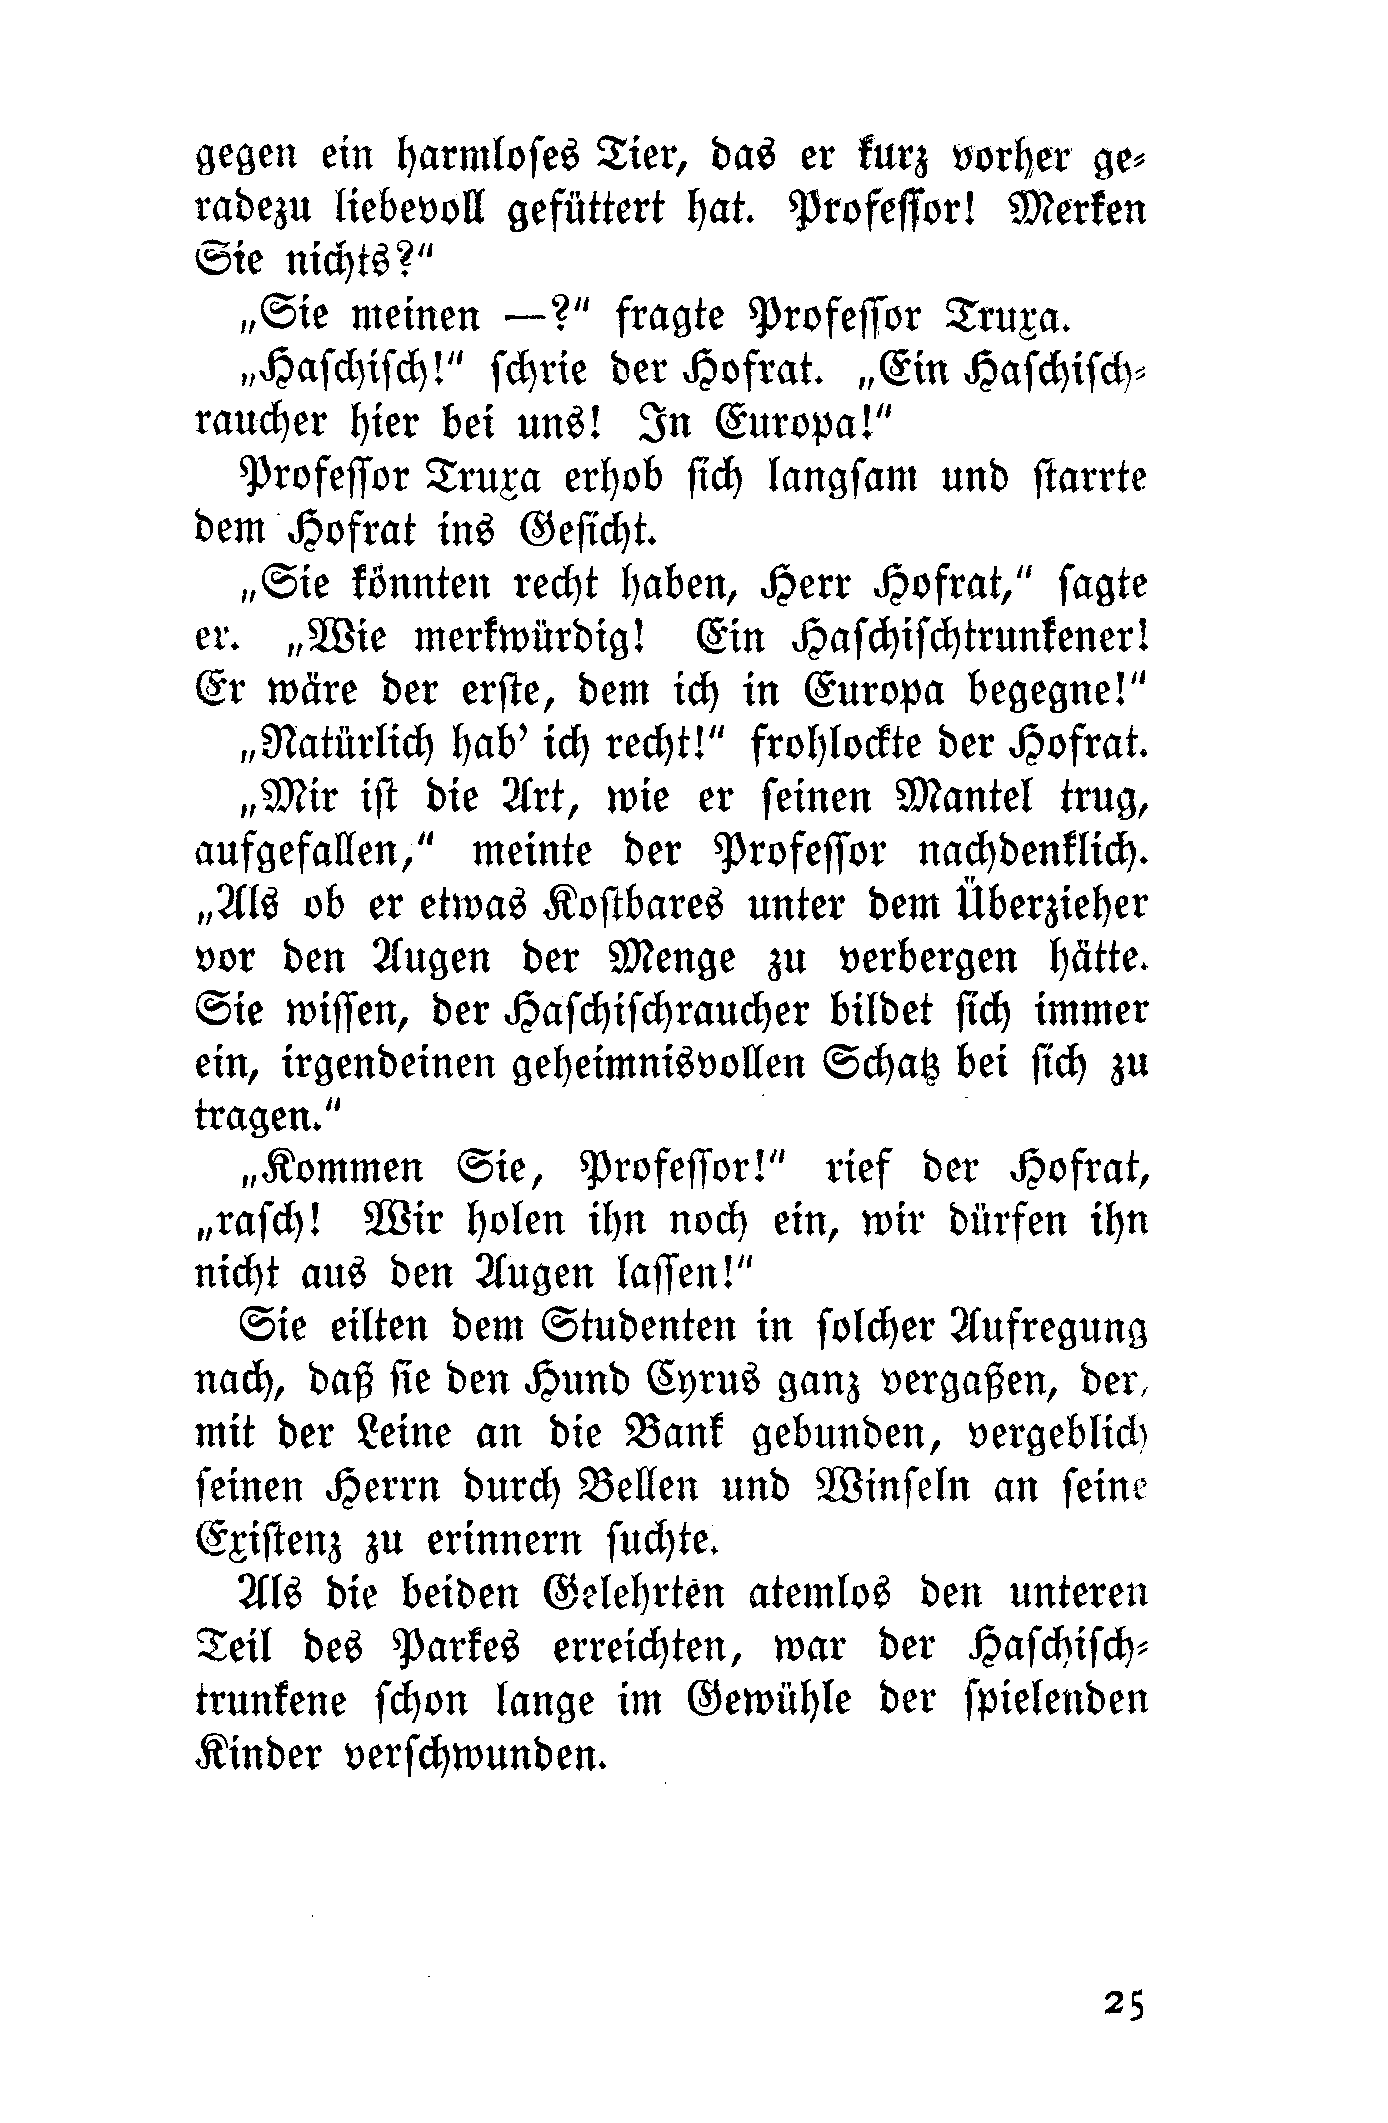 gegen ein harmloses Tier, das er kurz vorher ge-
radezu liebevoll gefüttert hat. Professor! Merken
Sie nichts?“
„Sie meinen —?“ fragte Professor Truxa.
„Haschisch!“ schrie der Hofrat. „Ein Haschisch-
raucher hier bei uns! In Europa!“
Professor Truxa erhob sich langsam und starrte
dem Hofrat ins Gesicht.
„Sie könnten recht haben, Herr Hofrat,“ sagte
er. „Wie merkwürdig! Ein Haschischtrunkener!
Er wäre der erste, dem ich in Europa begegne!“
„Natürlich hab’ ich recht!“ frohlockte der Hofrat.
„Mir ist die Art, wie er seinen Mantel trug,
aufgefallen,“ meinte der Professor nachdenklich.
„Als ob er etwas Kostbares unter dem Überzieher
vor den Augen der Menge zu verbergen hätte.
Sie wissen, der Haschischraucher bildet sich immer
ein, irgendeinen geheimnisvollen Schatz bei sich zu
tragen.“
„Kommen Sie, Professor!“ rief der Hofrat,
„rasch! Wir holen ihn noch ein, wir dürfen ihn
nicht aus den Augen lassen!“
Sie eilten dem Studenten in solcher Aufregung
nach, daß sie den Hund Cyrus ganz vergaßen, der,
mit der Leine an die Bank gebunden, vergeblich
seinen Herrn durch Bellen und Winseln an seine
Existenz zu erinnern suchte.
Als die beiden Gelehrten atemlos den unteren
Teil des Parkes erreichten, war der Haschisch-
trunkene schon lange im Gewühle der spielenden
Kinder verschwunden.
25